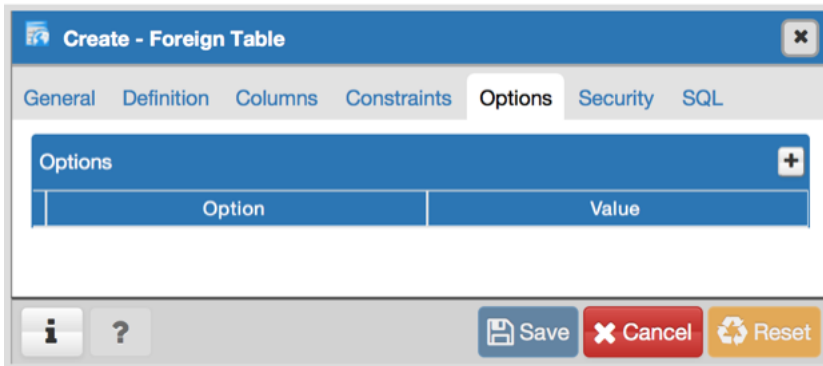 Create - Foreign Table
General Definition Columns Constraints Options Security SQL
Options
Option Value
i ? Save Cancel Reset